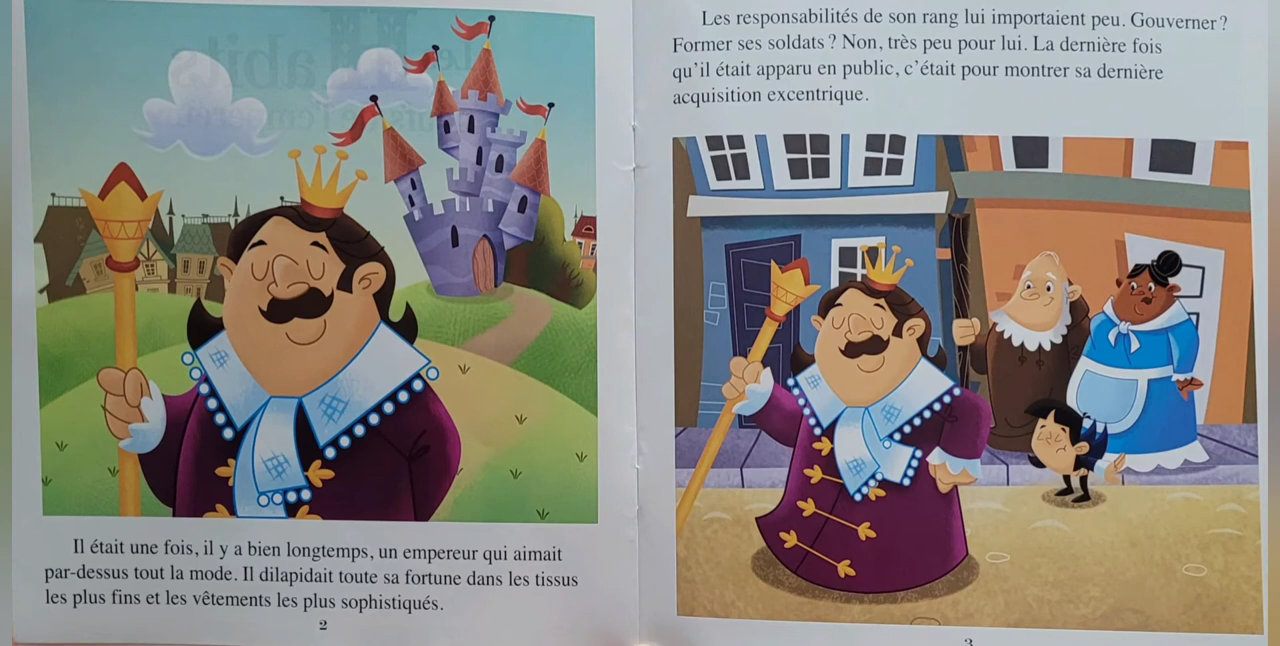 Il était une fois, il y a bien longtemps, un empereur qui aimait
par-dessus tout la mode. Il dilapidait toute sa fortune dans les tissus
les plus fins et les vêtements les plus sophistiqués.
2
Les responsabilités de son rang lui importaient peu. Gouverner ?
Former ses soldats ? Non, très peu pour lui. La dernière fois
qu'il était apparu en public, c'était pour montrer sa dernière
acquisition excentrique.
3